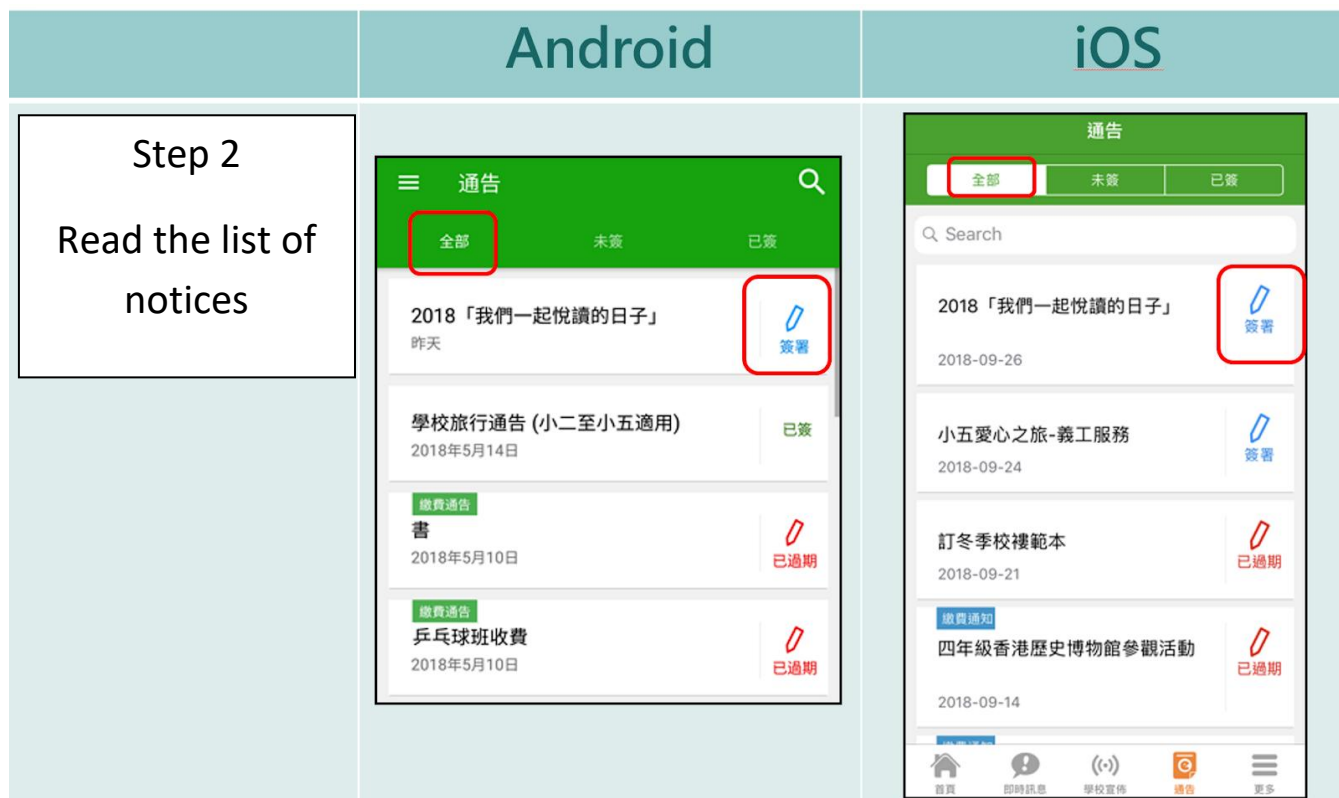 Android
iOS
Step 2
Read the list of
notices
通告
全部
未簽
已簽
2018「我們一起悅讀的日子」
昨天
簽署
學校旅行通告 (小二至小五適用)
2018年5月14日
已簽
繳費通告
書
2018年5月10日
已過期
繳費通告
乒乓球班收費
2018年5月10日
已過期
通告
全部
未簽
已簽
Search
2018「我們一起悅讀的日子」
簽署
2018-09-26
小五愛心之旅-義工服務
簽署
2018-09-24
訂冬季校褸範本
已過期
2018-09-21
繳費通知
四年級香港歷史博物館參觀活動
已過期
2018-09-14
首頁
即時訊息
學校宣佈
通告
更多